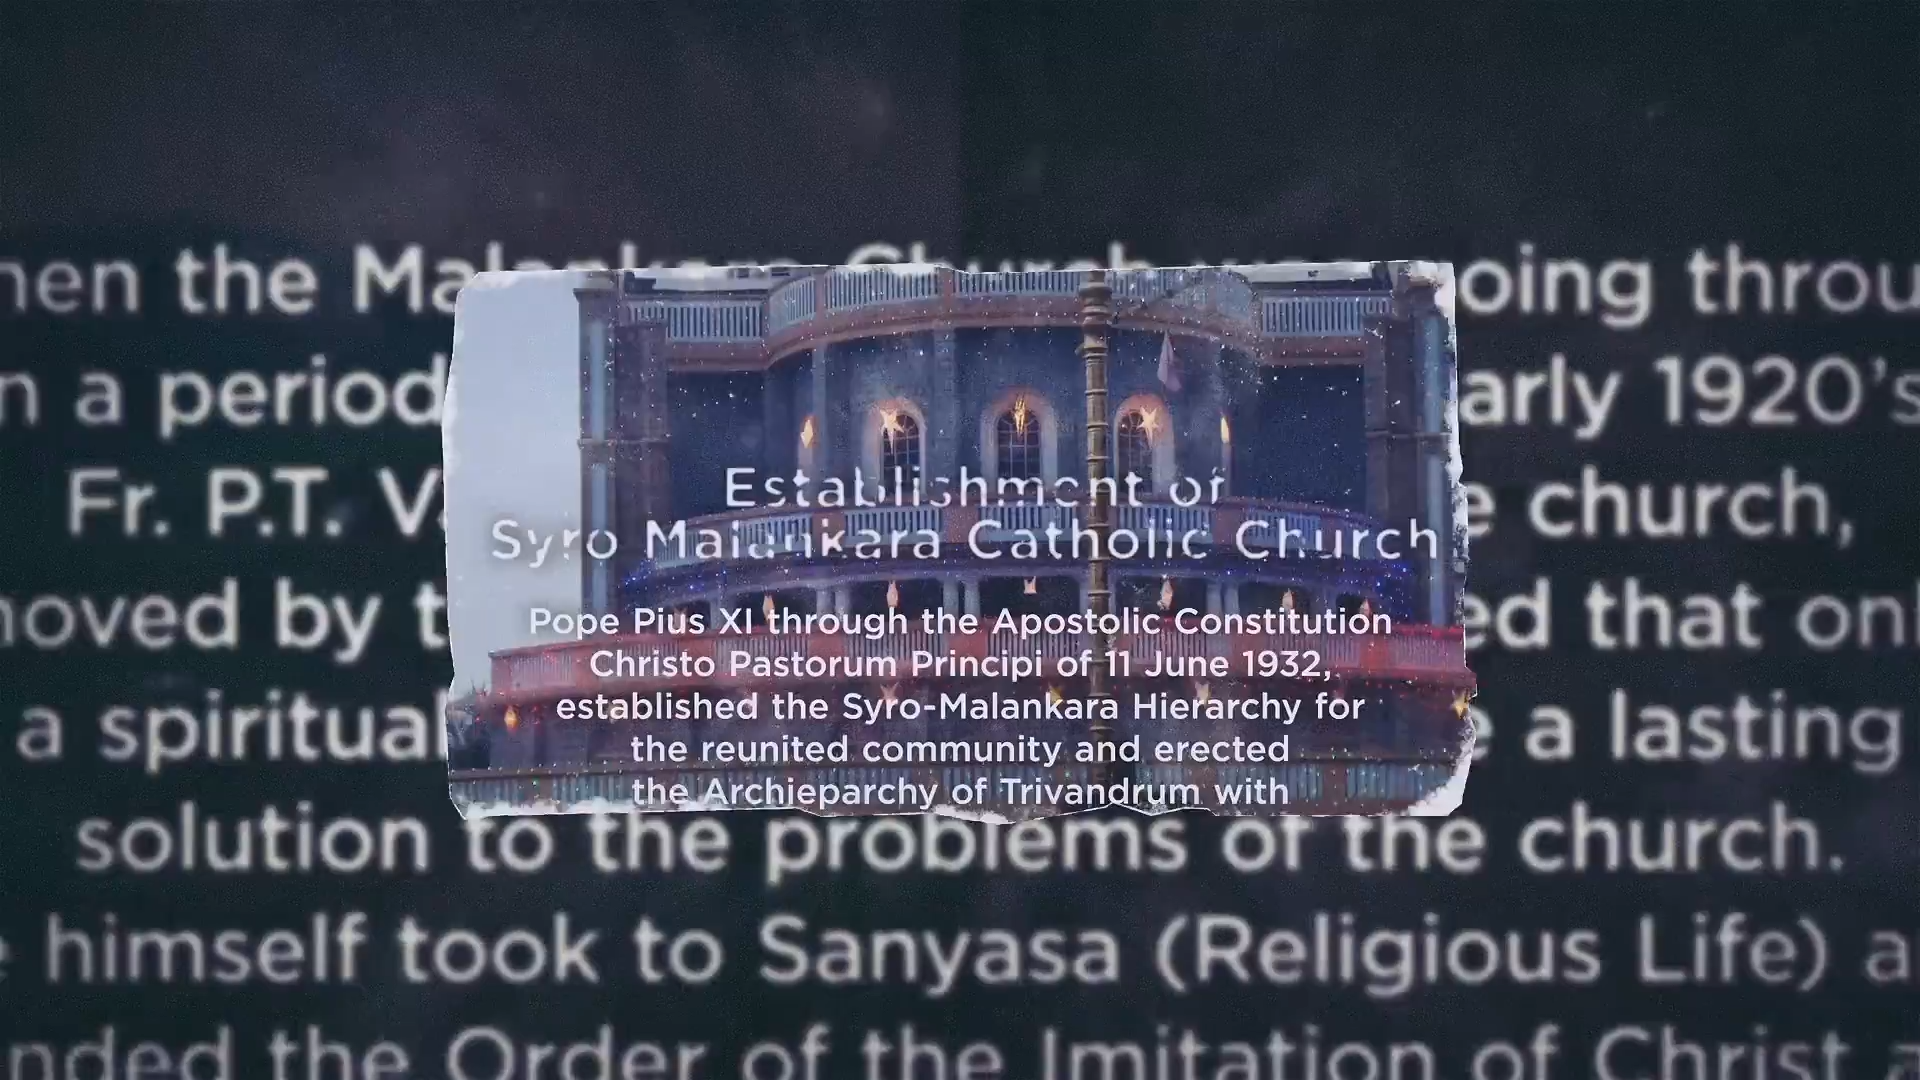 hen the Ma
oing throu
n a period
arly 1920's
Fr. P.T. V
e church,
moved by t
ed that onl
a spiritual
e a lasting
solution to the problems of the church.
e himself took to Sanyasa (Religious Life) a
nded the Order of the Imitation of Christ a
Establishment of
Syro Malankara Catholic Church
Pope Pius XI through the Apostolic Constitution
Christo Pastorum Principi of 11 June 1932,
established the Syro-Malankara Hierarchy for
the reunited community and erected
the Archieparchy of Trivandrum with